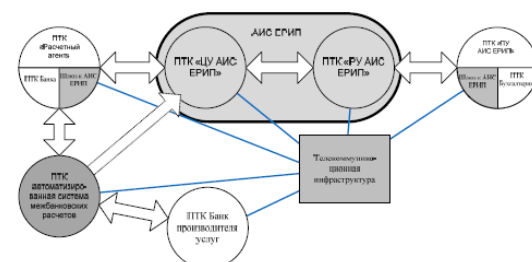 ПТК
«Расчетный
агент»
ПТК Банка
Шлюз к АИС
ЕРИП
АИС ЕРИП
ПТК «ЦУ АИС
ЕРИП»
ПТК «РУ АИС
ЕРИП»
ПТК «ПУ
АИС ЕРИП»
Шлюз к АИС
ЕРИП
ПТК
Бухгалтерия
Телекоммуника-
ционная
инфраструктура
ПТК
автоматизиро-
ванная система
межбанковских
расчетов
ПТК Банк
производителя
услуг